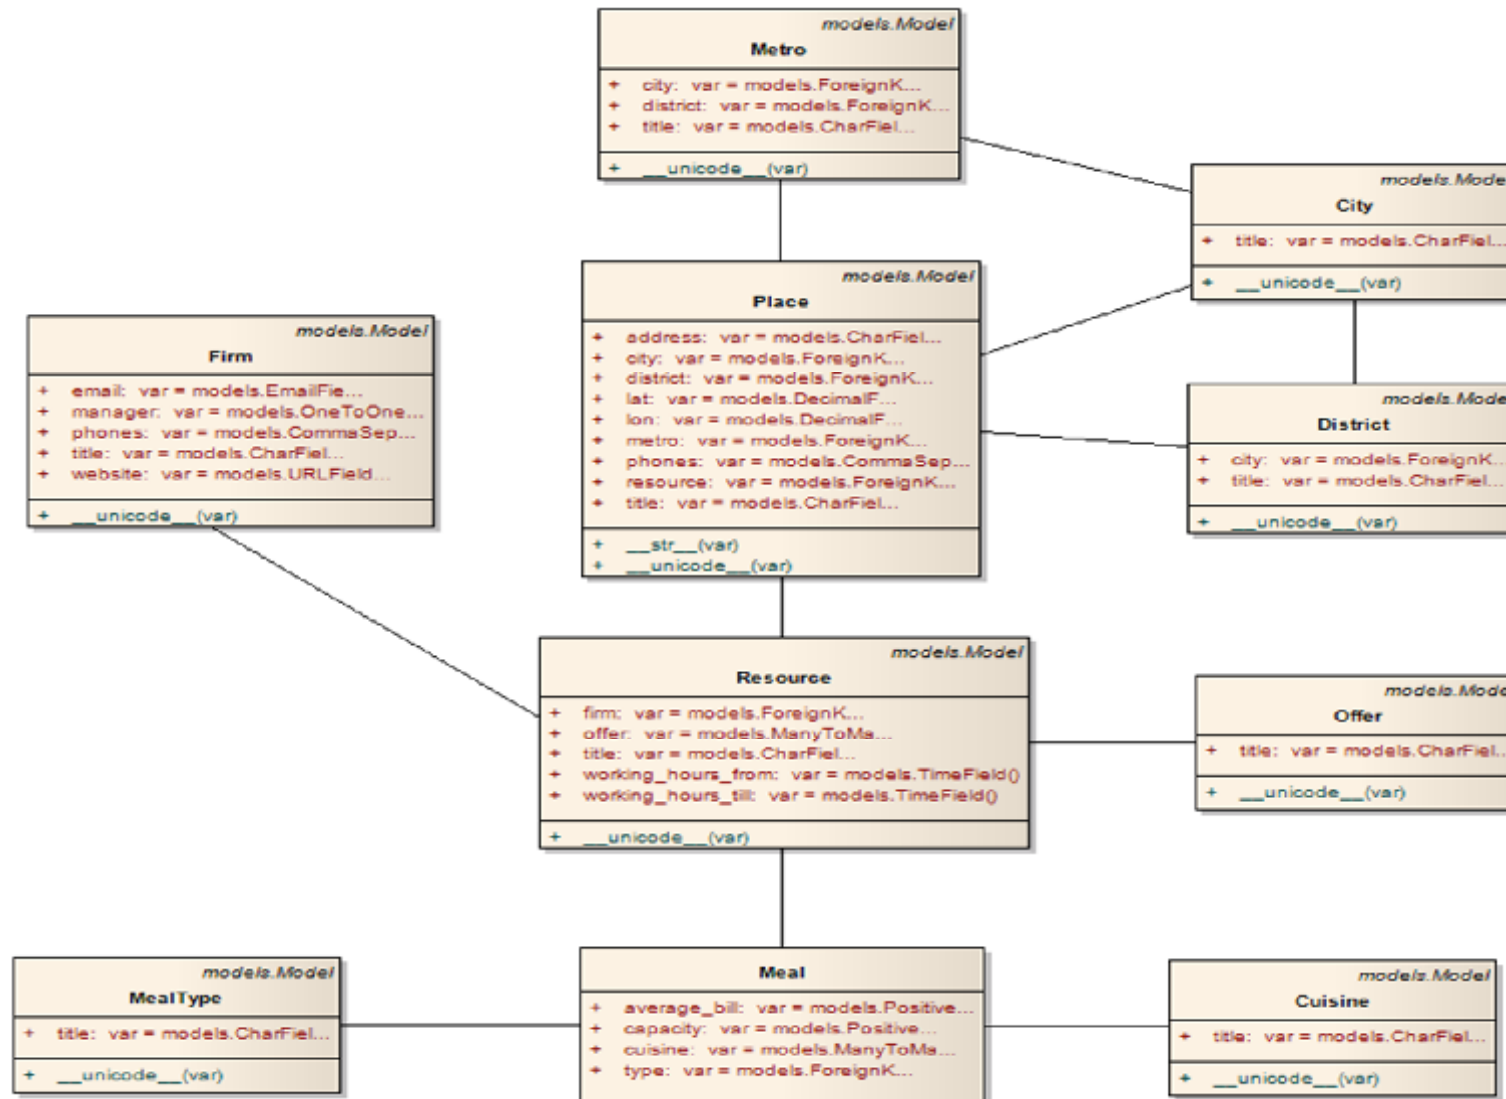 models.Model
Metro
+ city: var = models.ForeignK...
+ district: var = models.ForeignK...
+ title: var = models.CharFiel...
+ __unicode__(var)
models.Mode
City
+ title: var = models.CharFiel...
+ __unicode__(var)
models.Model
Place
+ address: var = models.CharFiel...
+ city: var = models.ForeignK...
+ district: var = models.ForeignK...
+ lat: var = models.DecimalF...
+ lon: var = models.DecimalF...
+ metro: var = models.ForeignK...
+ phones: var = models.CommaSep...
+ resource: var = models.ForeignK...
+ title: var = models.CharFiel...
+ __str__(var)
+ __unicode__(var)
models.Model
Firm
+ email: var = models.EmailFie...
+ manager: var = models.OneToOne...
+ phones: var = models.CommaSep...
+ title: var = models.CharFiel...
+ website: var = models.URLField...
+ __unicode__(var)
models.Mode
District
+ city: var = models.ForeignK...
+ title: var = models.CharFiel...
+ __unicode__(var)
models.Model
Resource
+ firm: var = models.ForeignK...
+ offer: var = models.ManyToMa...
+ title: var = models.CharFiel...
+ working_hours_from: var = models.TimeField()
+ working_hours_till: var = models.TimeField()
+ __unicode__(var)
models.Mode
Offer
+ title: var = models.CharFiel...
+ __unicode__(var)
models.Model
MealType
+ title: var = models.CharFiel...
+ __unicode__(var)
Meal
+ average_bill: var = models.Positive...
+ capacity: var = models.Positive...
+ cuisine: var = models.ManyToMa...
+ type: var = models.ForeignK...
models.Model
Cuisine
+ title: var = models.CharFiel...
+ __unicode__(var)